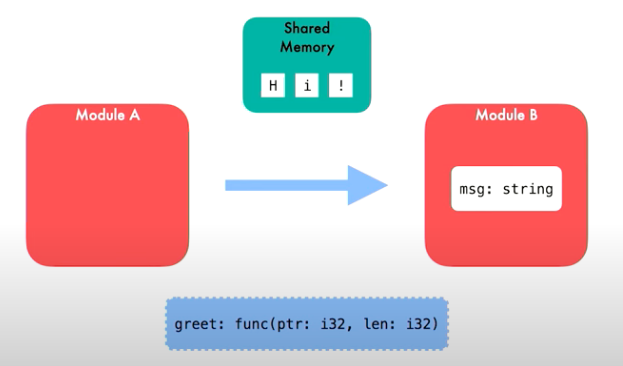 Shared
Memory
H i !
Module A
Module B
msg: string
greet: func(ptr: i32, len: i32)